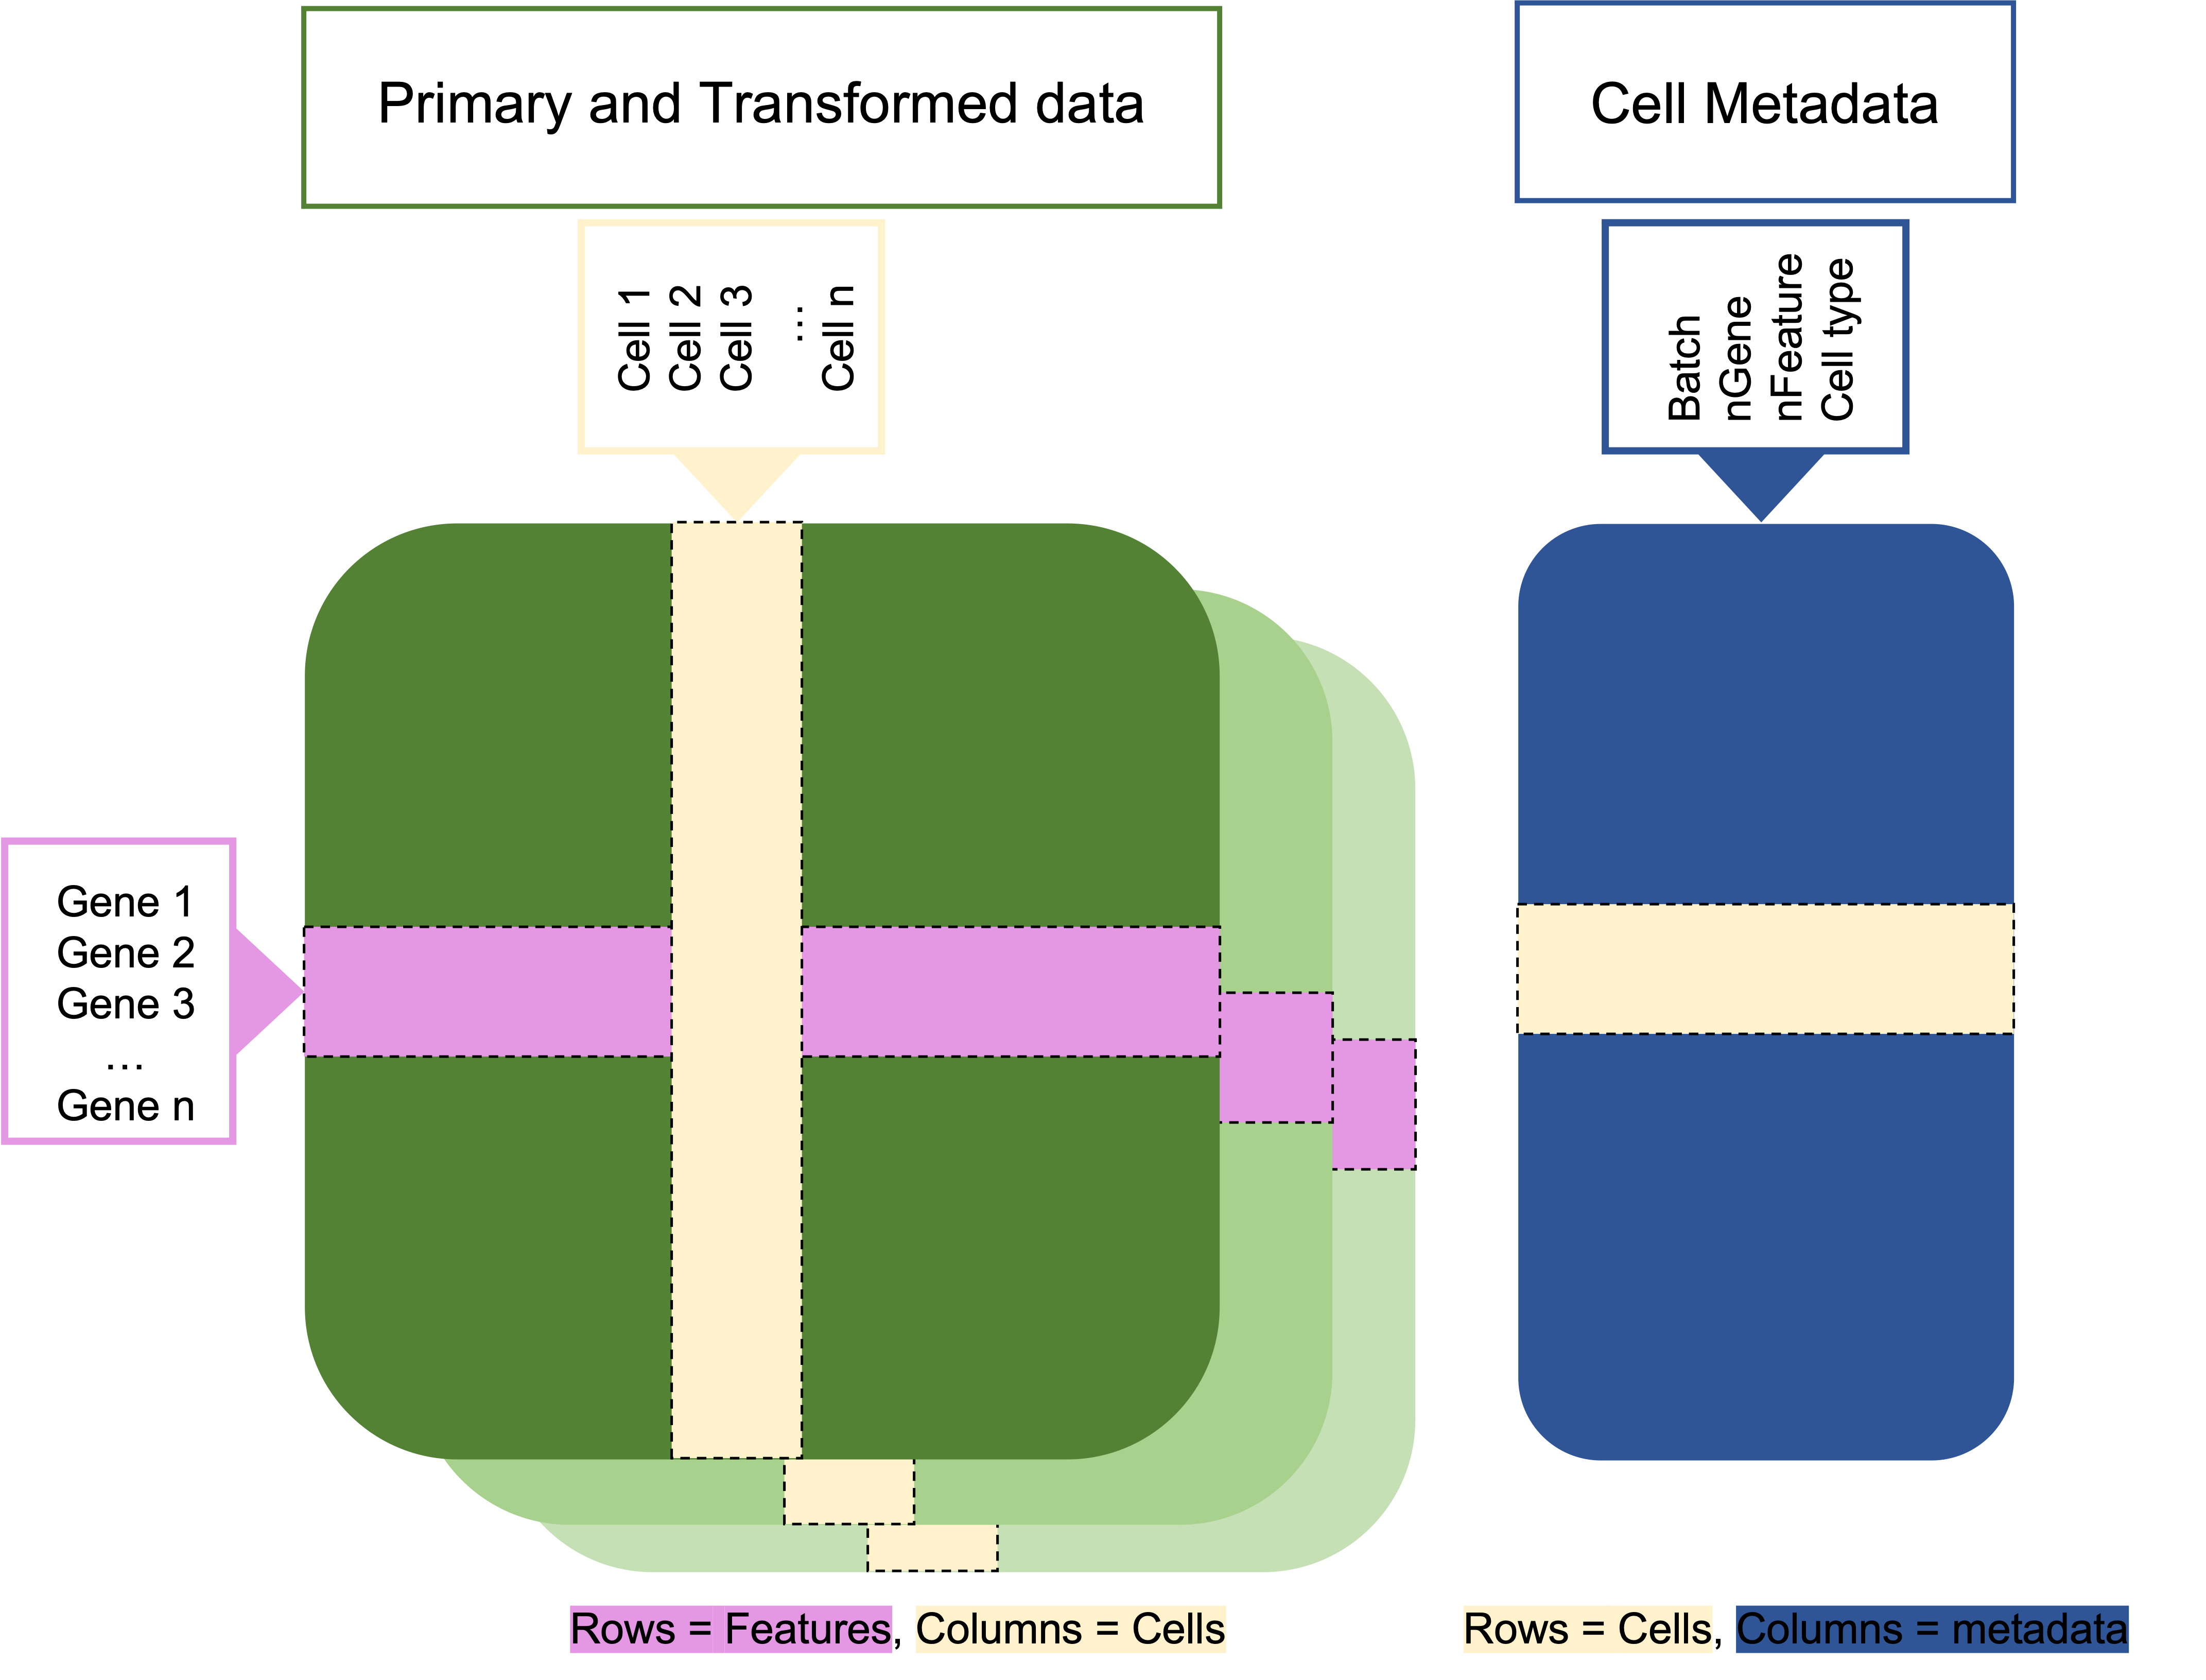 Primary and Transformed data
Cell Metadata
Cell 1
Cell 2
Cell 3
...
Cell n
Batch
nGene
nFeature
Cell type
Gene 1
Gene 2
Gene 3
...
Gene n
Rows = Features, Columns = Cells
Rows = Cells, Columns = metadata